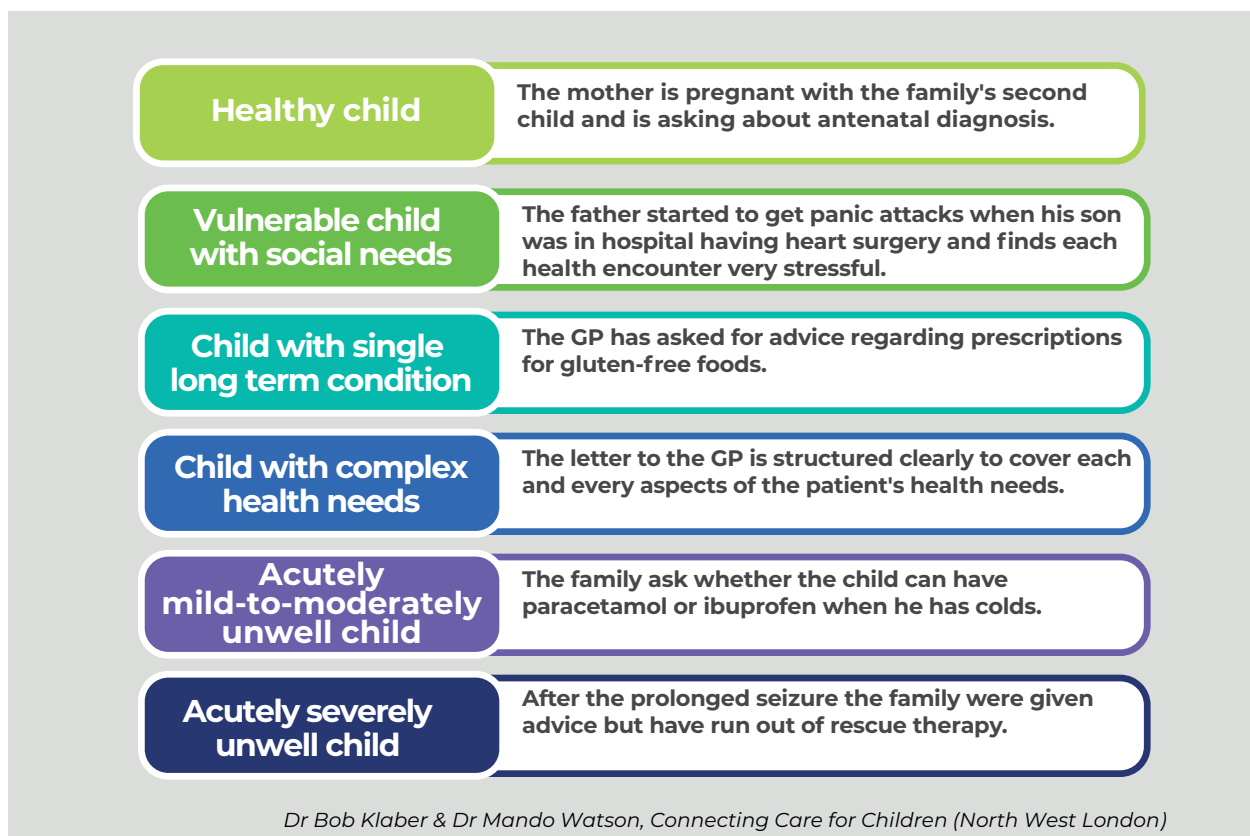 Healthy child
The mother is pregnant with the family's second
child and is asking about antenatal diagnosis.
Vulnerable child
with social needs
The father started to get panic attacks when his son
was in hospital having heart surgery and finds each
health encounter very stressful.
Child with single
long term condition
The GP has asked for advice regarding prescriptions
for gluten-free foods.
Child with complex
health needs
The letter to the GP is structured clearly to cover each
and every aspects of the patient's health needs.
Acutely
mild-to-moderately
unwell child
The family ask whether the child can have
paracetamol or ibuprofen when he has colds.
Acutely severely
unwell child
After the prolonged seizure the family were given
advice but have run out of rescue therapy.
Dr Bob Klaber & Dr Mando Watson, Connecting Care for Children (North West London)